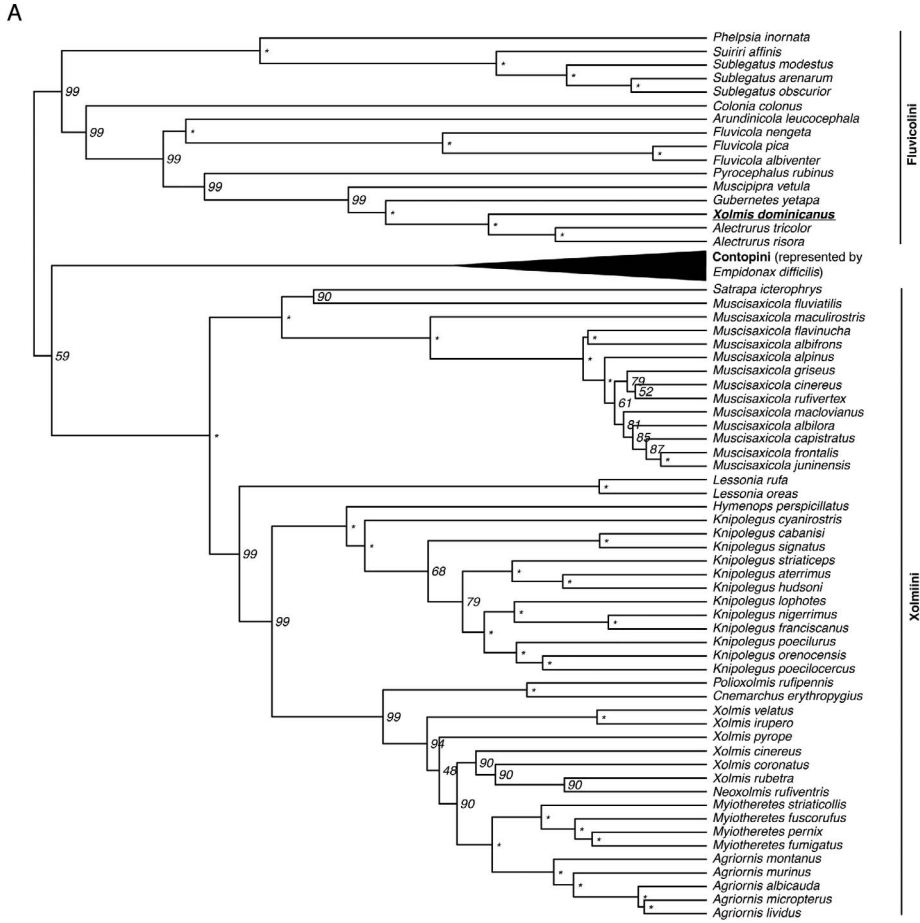 A
Phelpsia inornata
*
Suiriri affinis
*
Sublegatus modestus
*
Sublegatus arenarum
*
Sublegatus obscurior
99
Colonia colonus
99
Arundinicola leucocephala
*
Fluvicola nengeta
*
Fluvicola pica
*
Fluvicola albiventer
99
Pyrocephalus rubinus
99
Muscipipra vetula
99
Gubernetes yetapa
*
Xolmis dominicanus
*
Alectrurus tricolor
*
Alectrurus risora
Fluvicolini
Contopini (represented by
Empidonax difficilis)
59
Satrapa icterophrys
90
Muscisaxicola fluviatilis
*
Muscisaxicola maculirostris
*
Muscisaxicola flavinucha
*
Muscisaxicola albifrons
*
Muscisaxicola alpinus
*
Muscisaxicola griseus
79
Muscisaxicola cinereus
52
Muscisaxicola rufivertex
61
Muscisaxicola maclovianus
81
Muscisaxicola albilora
85
Muscisaxicola capistratus
87
Muscisaxicola frontalis
*
Muscisaxicola juninensis
*
Lessonia rufa
*
Lessonia oreas
99
Hymenops perspicillatus
*
Knipolegus cyanirostris
*
Knipolegus cabanisi
*
Knipolegus signatus
68
Knipolegus striaticeps
*
Knipolegus aterrimus
*
Knipolegus hudsoni
79
Knipolegus lophotes
*
Knipolegus nigerrimus
*
Knipolegus franciscanus
*
Knipolegus poecilurus
*
Knipolegus orenocensis
*
Knipolegus poecilocercus
99
Polioxolmis rufipennis
*
Cnemarchus erythropygius
99
Xolmis velatus
*
Xolmis irupero
94
Xolmis pyrope
48
Xolmis cinereus
90
Xolmis coronatus
90
Xolmis rubetra
90
Neoxolmis rufiventris
90
Myiotheretes striaticollis
*
Myiotheretes fuscorufus
*
Myiotheretes pernix
*
Myiotheretes fumigatus
*
Agriornis montanus
*
Agriornis murinus
*
Agriornis albicauda
*
Agriornis micropterus
*
Agriornis lividus
Xolmiini